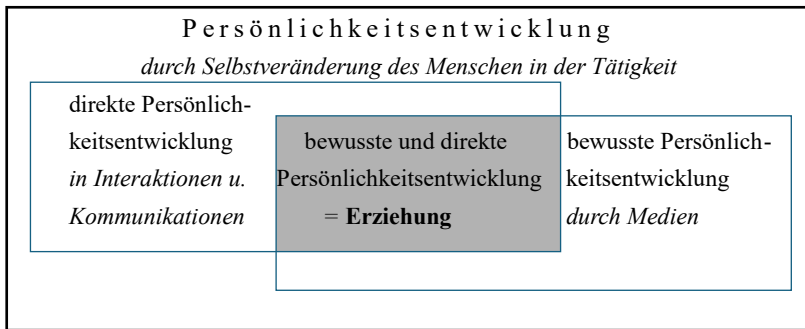 Persönlichkeitsentwicklung
durch Selbstveränderung des Menschen in der Tätigkeit
direkte Persönlich-
keitsentwicklung
in Interaktionen u.
Kommunikationen
bewusste und direkte
Persönlichkeitsentwicklung
= Erziehung
bewusste Persönlich-
keitsentwicklung
durch Medien